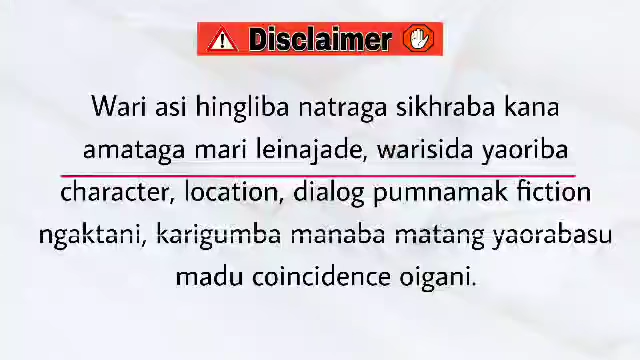 Disclaimer
Wari asi hingliba natraga sikhraba kana
amataga mari leinajade, warisida yaoriba
character, location, dialog pumnamak fiction
ngaktani, karigumba manaba matang yaorabasu
madu coincidence oigani.